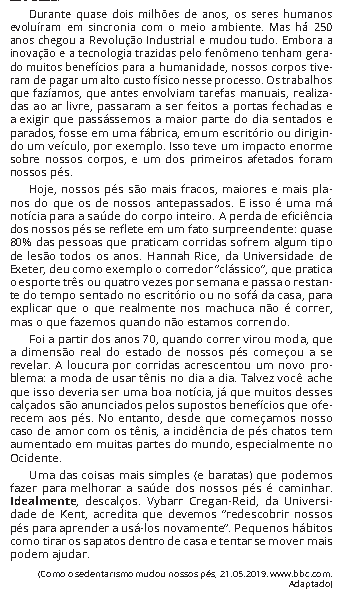 Durante quase dois milhões de anos, os seres humanos
evoluíram em sincronia com o meio ambiente. Mas há 250
anos chegou a Revolução Industrial e mudou tudo. Embora a
inovação e a tecnologia trazidas pelo fenômeno tenham gera-
do muitos benefícios para a humanidade, nossos corpos tive-
ram de pagar um alto custo físico nesse processo. Os trabalhos
que fazíamos, que antes envolviam tarefas manuais, realiza-
das ao ar livre, passaram a ser feitos a portas fechadas e
a exigir que passássemos a maior parte do dia sentados e
parados, fosse em uma fábrica, em um escritório ou dirigin-
do um veículo, por exemplo. Isso teve um impacto enorme
sobre nossos corpos, e um dos primeiros afetados foram
nossos pés.
Hoje, nossos pés são mais fracos, maiores e mais pla-
nos do que os de nossos antepassados. E isso é uma má
notícia para a saúde do corpo inteiro. A perda de eficiência
dos nossos pés se reflete em um fato surpreendente: quase
80% das pessoas que praticam corridas sofrem algum tipo
de lesão todos os anos. Hannah Rice, da Universidade de
Exeter, deu como exemplo o corredor “clássico”, que pratica
o esporte três ou quatro vezes por semana e passa o restan-
te do tempo sentado no escritório ou no sofá da casa, para
explicar que o que realmente nos machuca não é correr,
mas o que fazemos quando não estamos correndo.
Foi a partir dos anos 70, quando correr virou moda, que
a dimensão real do estado de nossos pés começou a se
revelar. A loucura por corridas acrescentou um novo pro-
blema: a moda de usar tênis no dia a dia. Talvez você ache
que isso deveria ser uma boa notícia, já que muitos desses
calçados são anunciados pelos supostos benefícios que ofe-
recem aos pés. No entanto, desde que começamos nosso
caso de amor com os tênis, a incidência de pés chatos tem
aumentado em muitas partes do mundo, especialmente no
Ocidente.
Uma das coisas mais simples (e baratas) que podemos
fazer para melhorar a saúde dos nossos pés é caminhar.
Idealmente, descalços. Vybarr Cregan-Reid, da Universi-
dade de Kent, acredita que devemos “redescobrir nossos
pés para aprender a usá-los novamente”. Pequenos hábitos
como tirar os sapatos dentro de casa e tentar se mover mais
podem ajudar.
(Como o sedentarismo mudou nossos pés, 21.05.2019. www.bbc.com.
Adaptado)